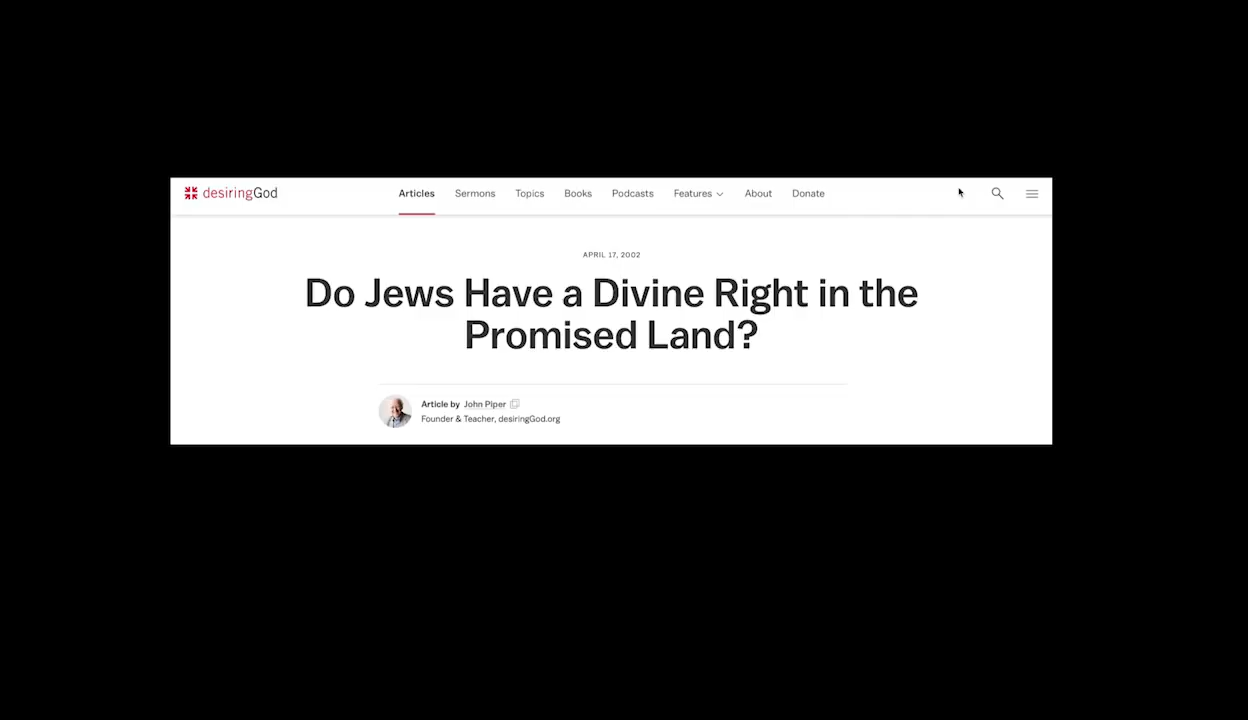 desiringGod
Articles Sermons Topics Books Podcasts Features About Donate
APRIL 17, 2002
Do Jews Have a Divine Right in the
Promised Land?
Article by John Piper
Founder & Teacher, desiringGod.org